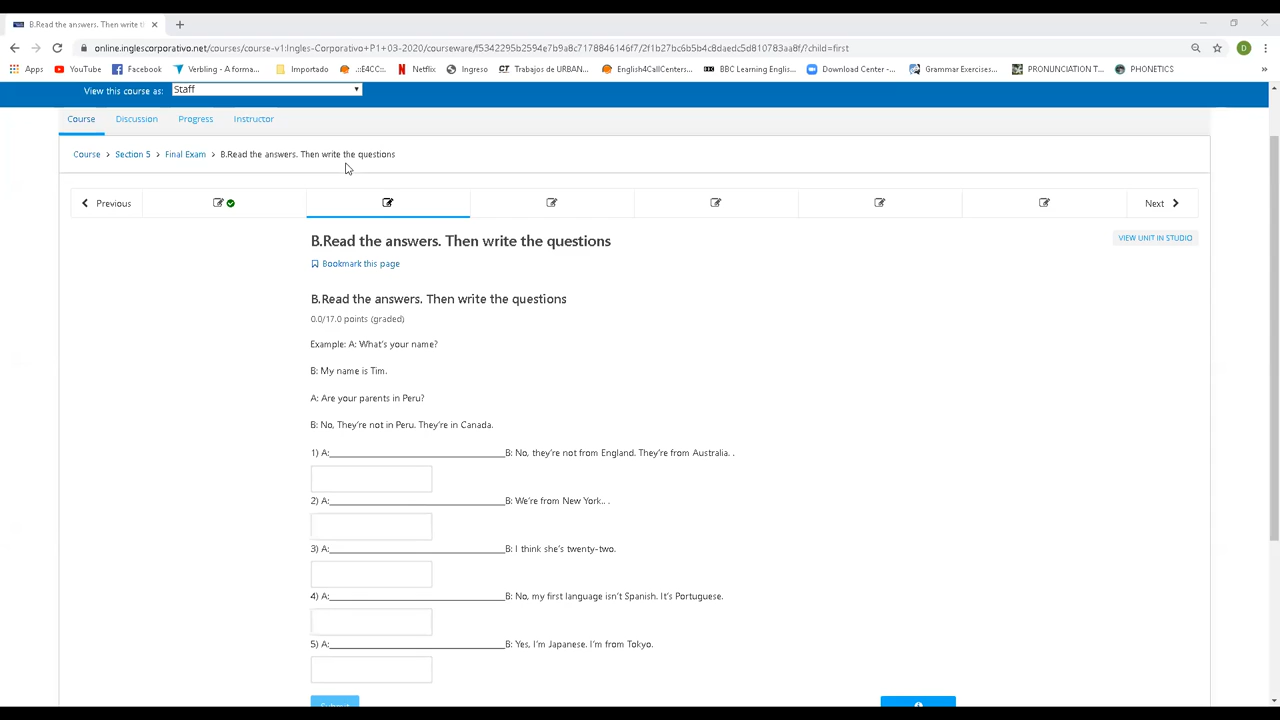 B.Read the answers. Then write th
online.inglescorporativo.net/courses/course-v1:Ingles-Corporativo+P1+03-2020/courseware/f5342295b2594e7b9a8c7178846146f7/2f1b27bc6b5b4c8daedc5d810783aa8f/?child=first
D
Apps YouTube Facebook Verbling - A forma... Importado .::E4CC::. Netflix Ingreso CT Trabajos de URBAN... English4CallCenters... BBC Learning Englis... Download Center -... Grammar Exercises... PRONUNCIATION T... PHONETICS »
View this course as: Staff
Course Discussion Progress Instructor
Course > Section 5 > Final Exam > B.Read the answers. Then write the questions
Previous Next
B.Read the answers. Then write the questions
VIEW UNIT IN STUDIO
Bookmark this page
B.Read the answers. Then write the questions
0.0/17.0 points (graded)
Example: A: What's your name?
B: My name is Tim.
A: Are your parents in Peru?
B: No, They're not in Peru. They're in Canada.
1) A:____________________________B: No, they're not from England. They're from Australia. .
2) A:____________________________B: We're from New York.. .
3) A:____________________________B: I think she's twenty-two.
4) A:____________________________B: No, my first language isn't Spanish. It's Portuguese.
5) A:____________________________B: Yes, I'm Japanese. I'm from Tokyo.
Submit